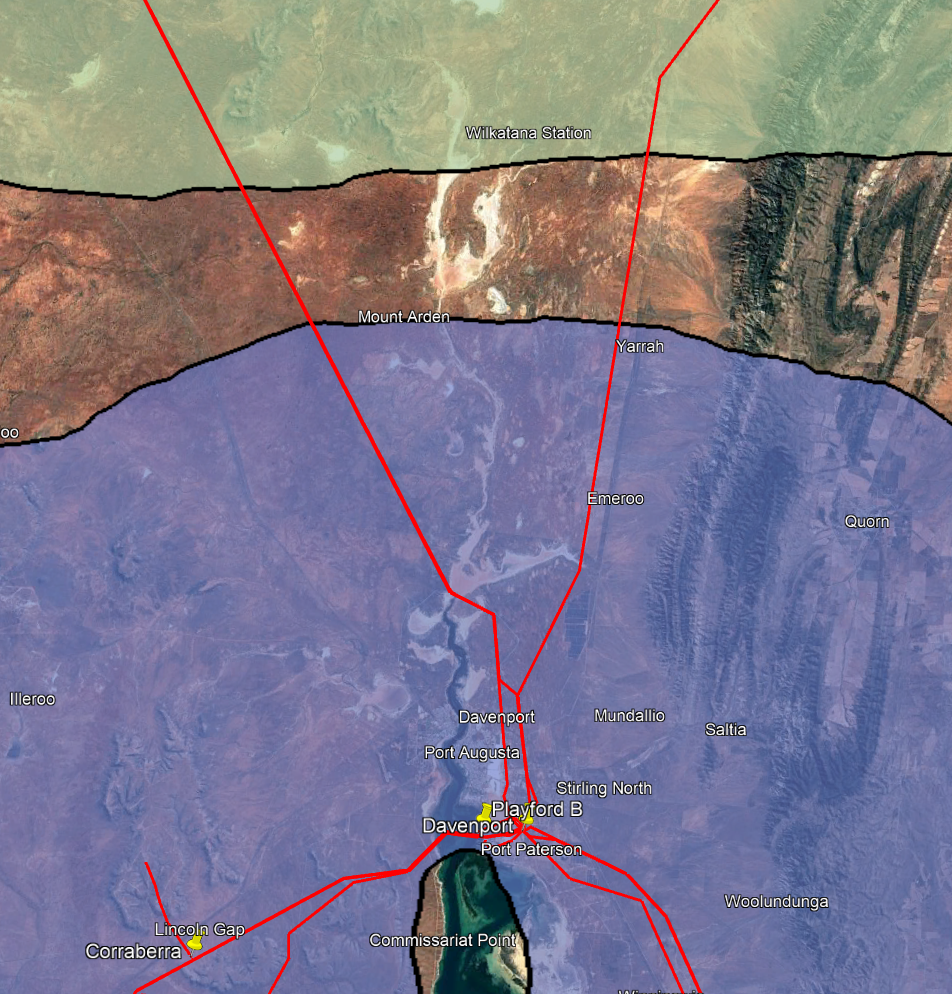 Wilkatana Station
Mount Arden
Yarrah
oo
Emeroo
Quorn
Illeroo
Davenport
Mundallio
Saltia
Port Augusta
Stirling North
Playford B
Davenport
Port Paterson
Woolundunga
Lincoln Gap
Commissariat Point
Corraberra